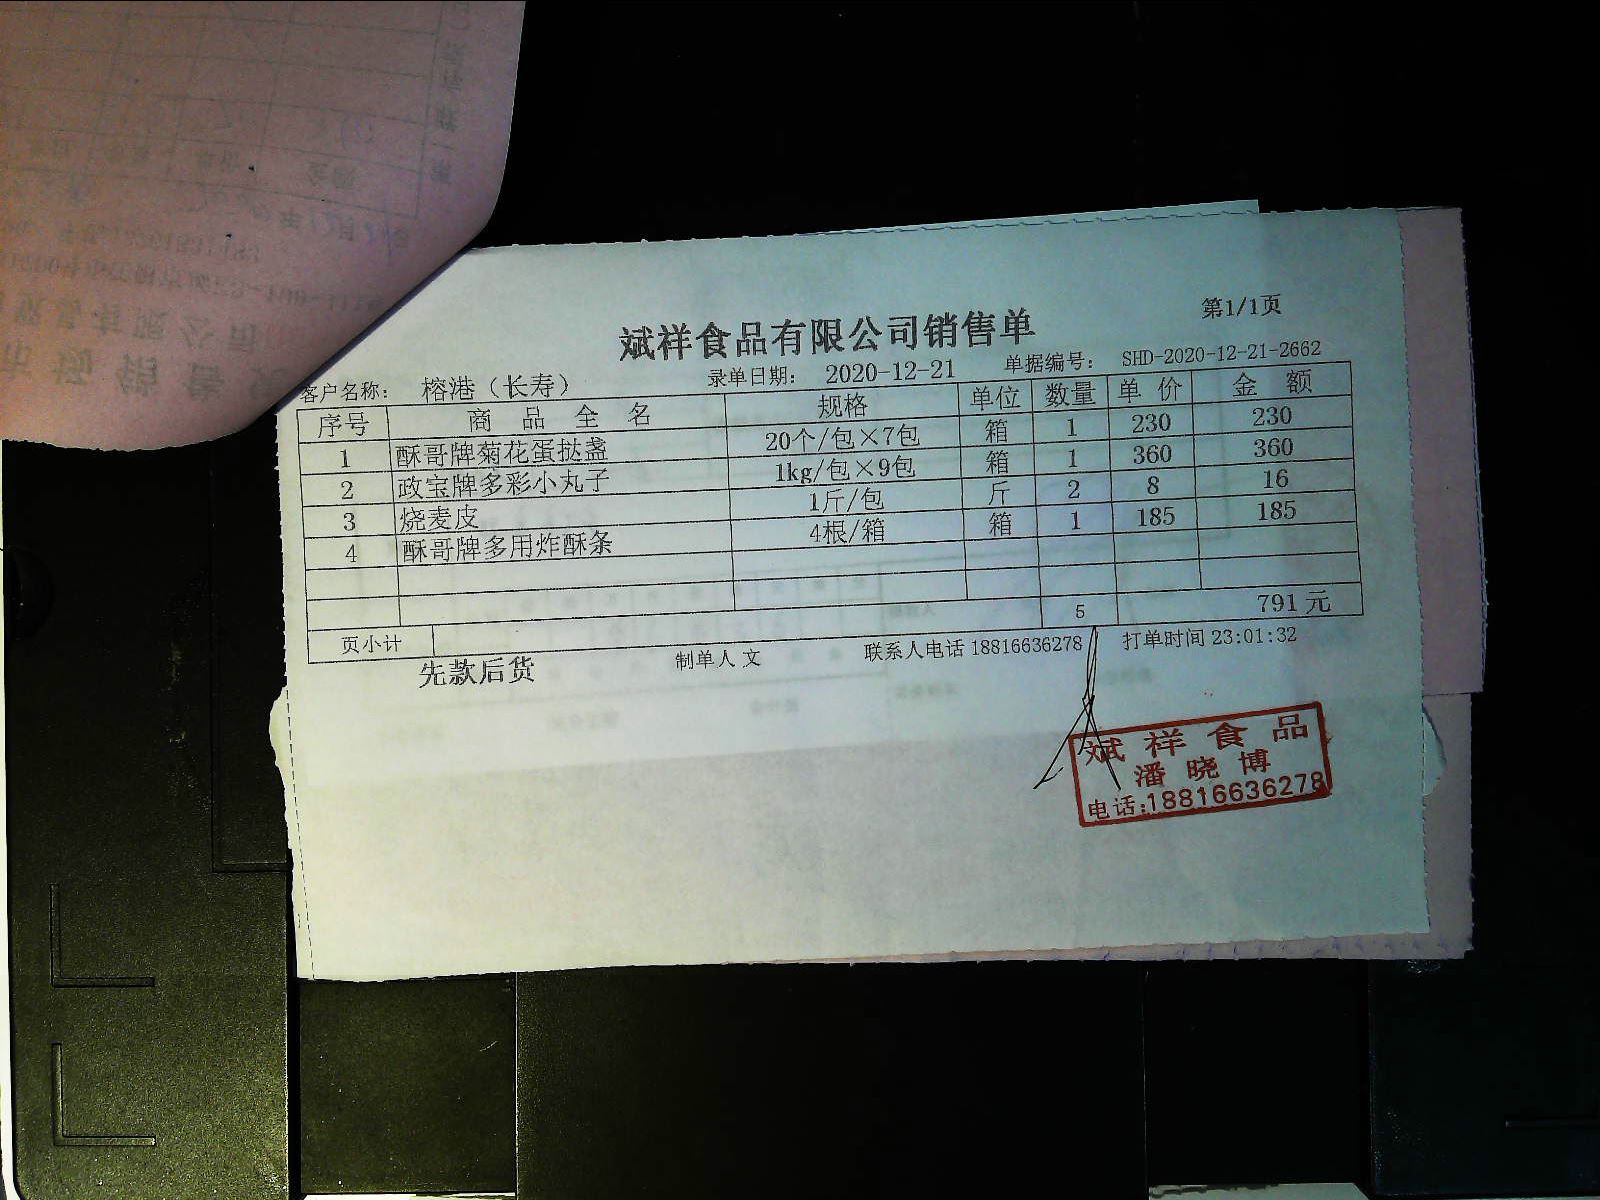 斌祥食品有限公司销售单
第1/1页
客户名称： 榕港（长寿） 录单日期： 2020-12-21 单据编号： SHD-2020-12-21-2662
序号 商品全名 规格 单位 数量 单价 金额
1 酥哥牌菊花蛋挞盏 20个/包×7包 箱 1 230 230
2 政宝牌多彩小丸子 1kg/包×9包 箱 1 360 360
3 烧麦皮 1斤/包 斤 2 8 16
4 酥哥牌多用炸酥条 4根/箱 箱 1 185 185
页小计 5 791元
先款后货 制单人 文 联系人电话 18816636278 打单时间 23:01:32
斌祥食品
潘晓博
电话:18816636278